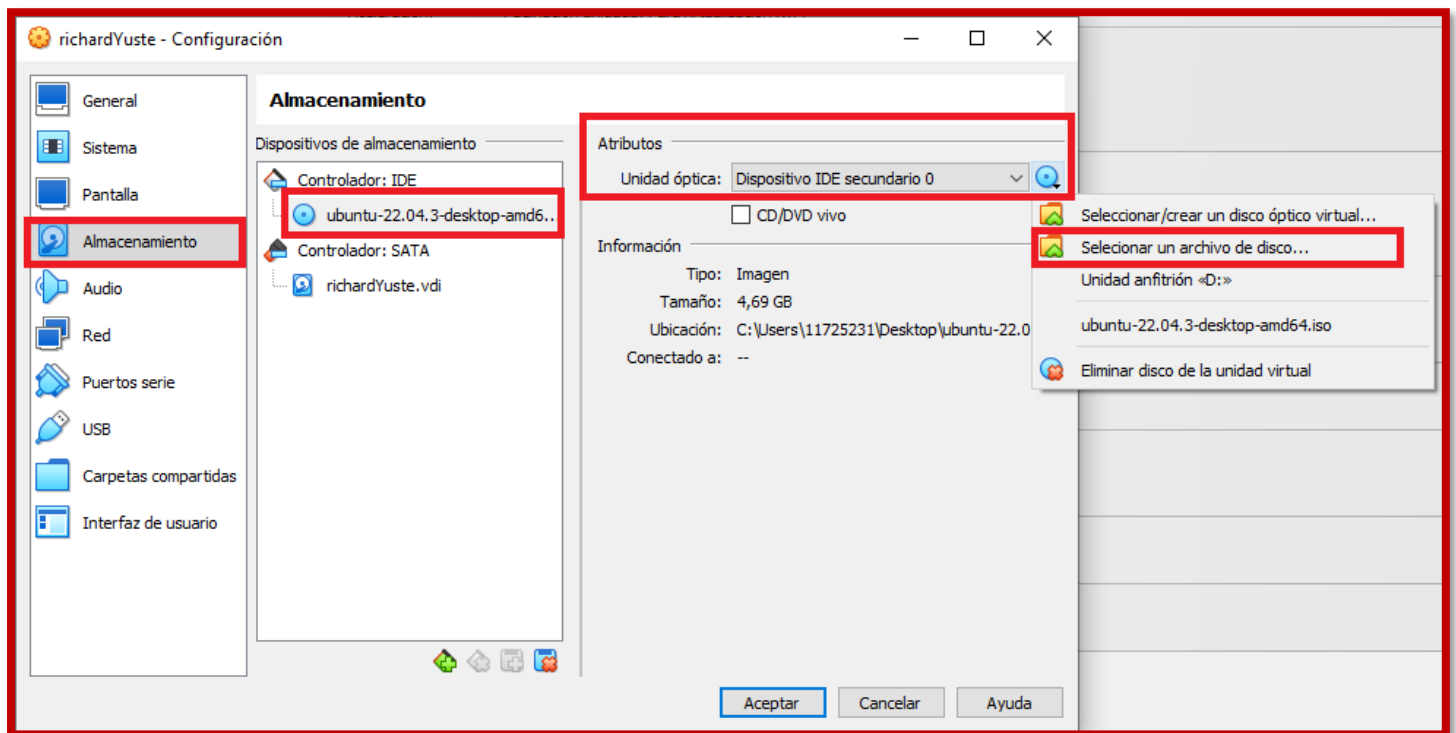 richardYuste - Configuración
General
Sistema
Pantalla
Almacenamiento
Audio
Red
Puertos serie
USB
Carpetas compartidas
Interfaz de usuario
Almacenamiento
Dispositivos de almacenamiento
Controlador: IDE
ubuntu-22.04.3-desktop-amd6...
Controlador: SATA
richardYuste.vdi
Atributos
Unidad óptica: Dispositivo IDE secundario 0
CD/DVD vivo
Información
Tipo: Imagen
Tamaño: 4,69 GB
Ubicación: C:\Users\11725231\Desktop\ubuntu-22.0
Conectado a: --
Seleccionar/crear un disco óptico virtual...
Selecionar un archivo de disco...
Unidad anfitrión «D:»
ubuntu-22.04.3-desktop-amd64.iso
Eliminar disco de la unidad virtual
Aceptar Cancelar Ayuda